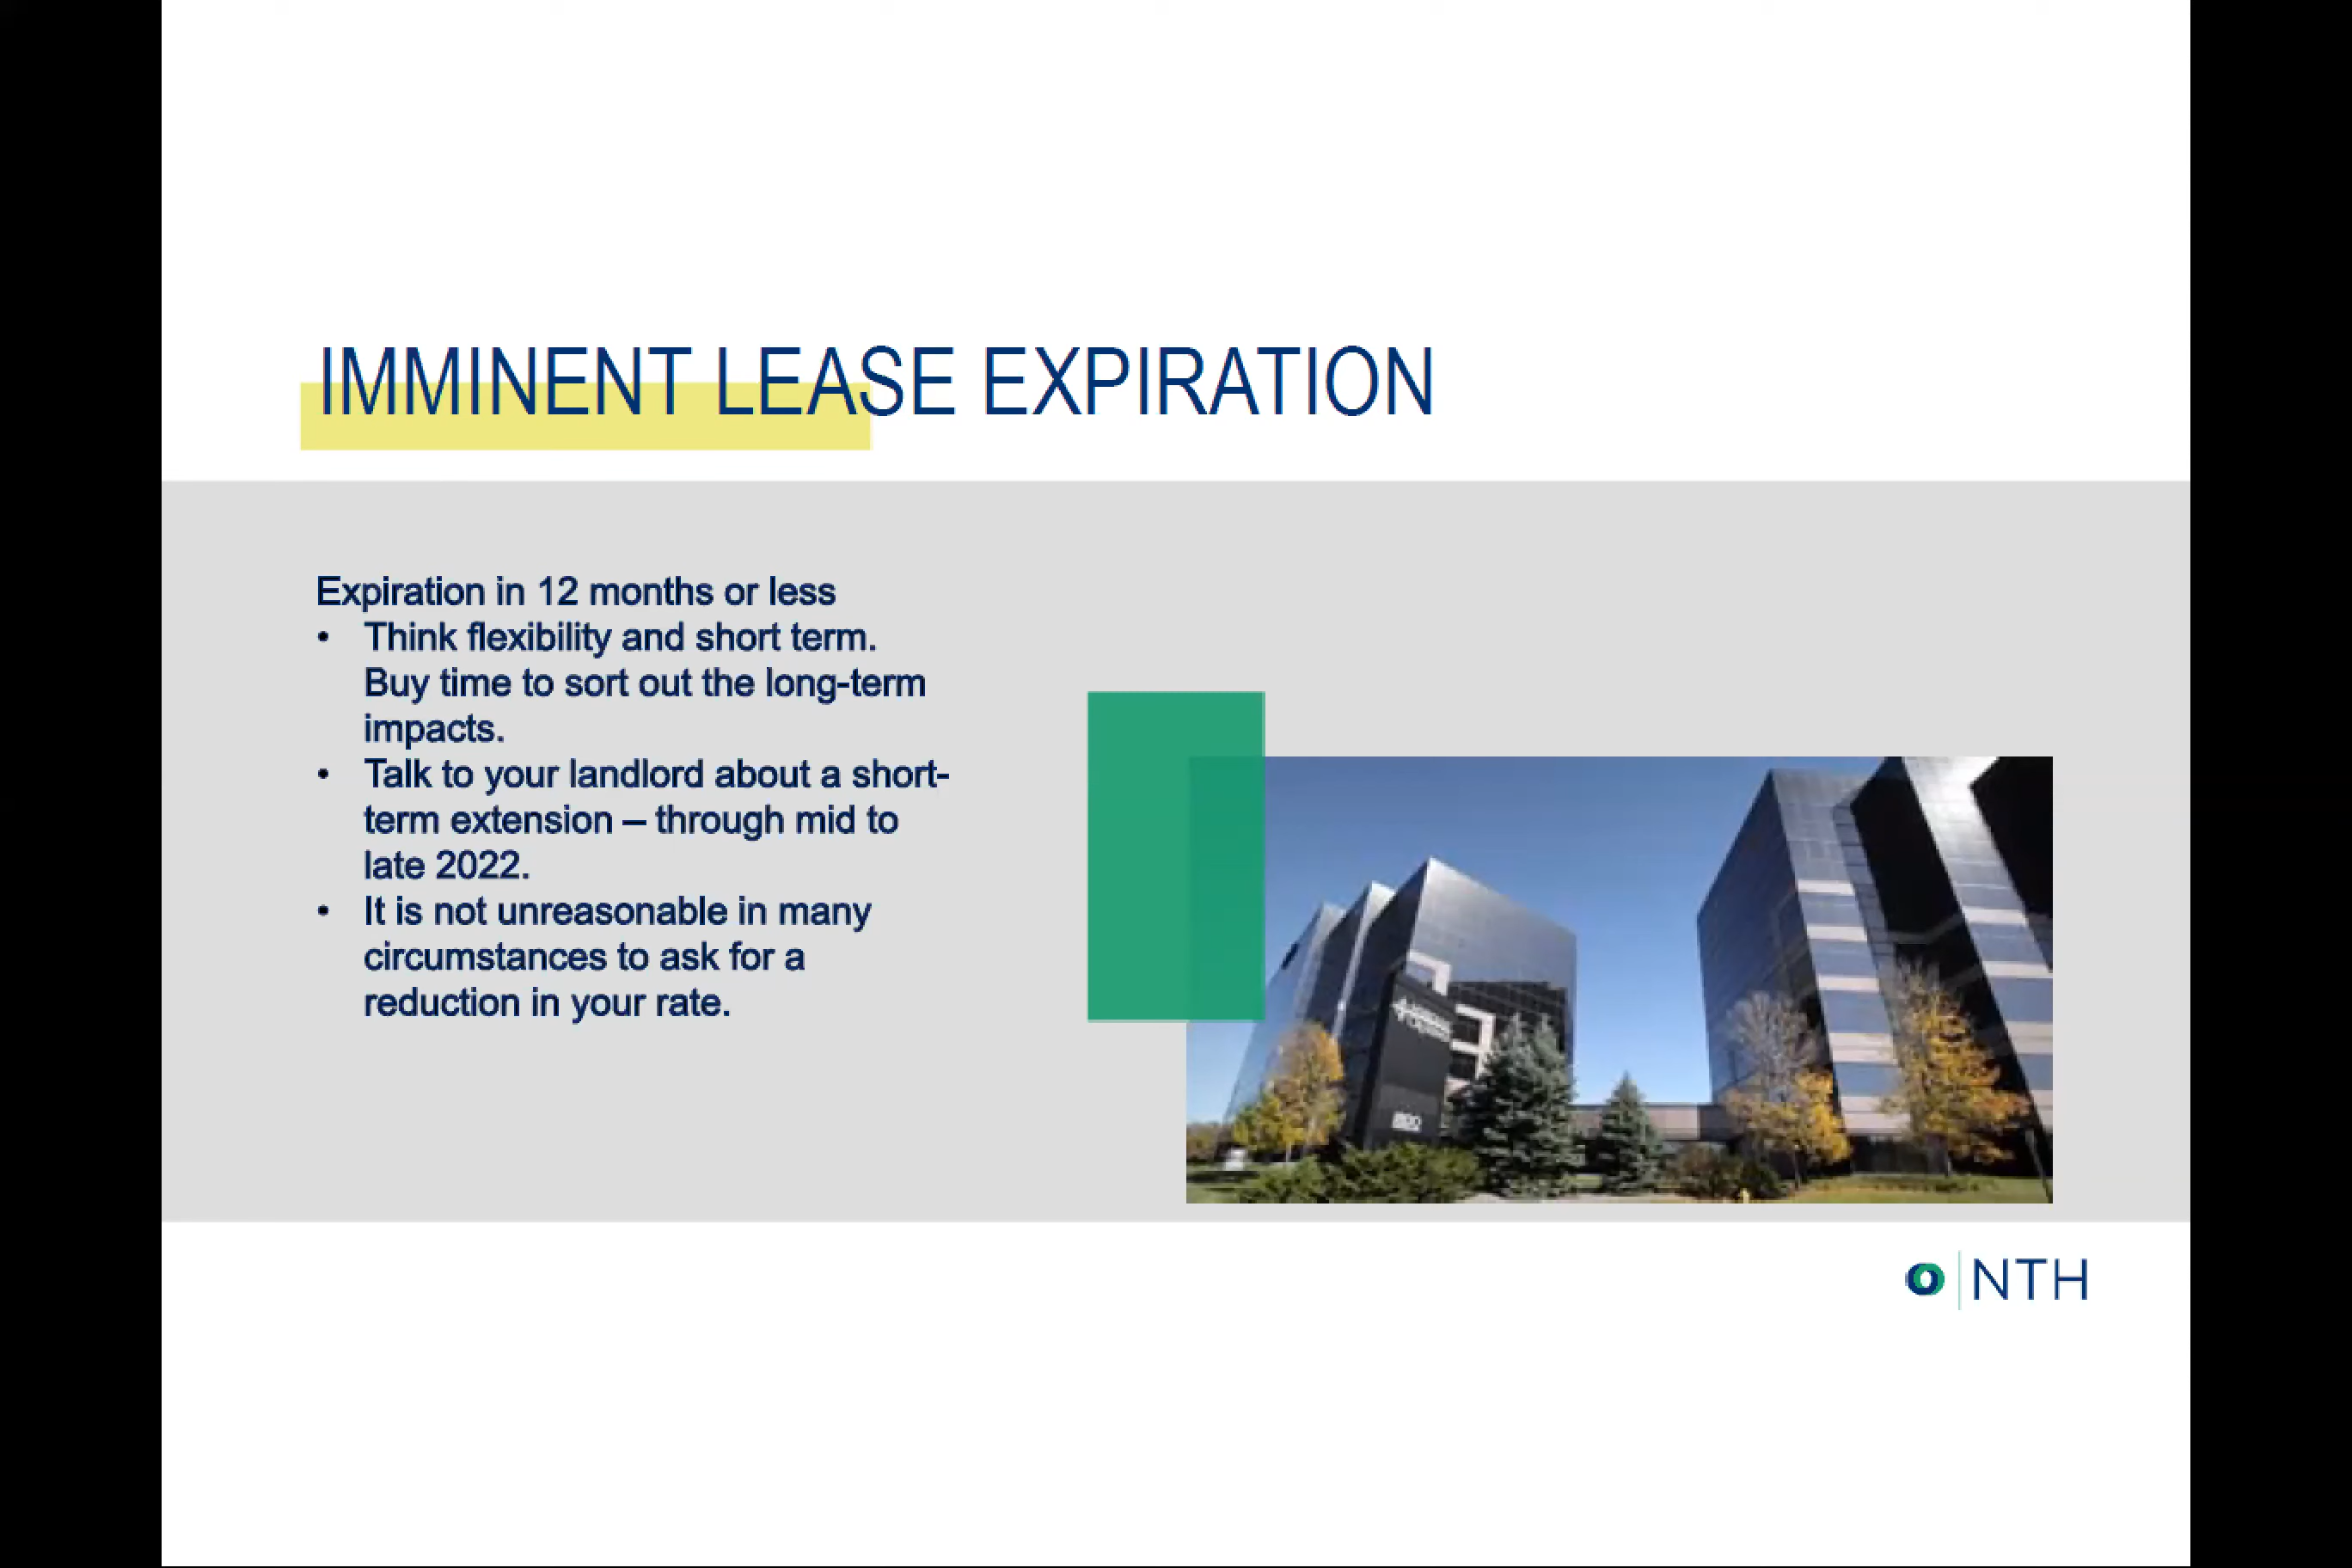 IMMINENT LEASE EXPIRATION
Expiration in 12 months or less
• Think flexibility and short term.
Buy time to sort out the long-term
impacts.
• Talk to your landlord about a short-
term extension – through mid to
late 2022.
• It is not unreasonable in many
circumstances to ask for a
reduction in your rate.
NTH